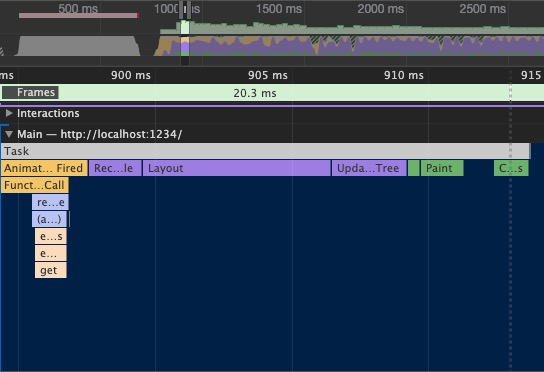 500 ms 1000 ms 1500 ms 2000 ms 2500 ms
ms 900 ms 905 ms 910 ms 915
Frames 20.3 ms
Interactions
Main — http://localhost:1234/
Task
Animat… Fired Rec…le Layout Upda…Tree Paint C…s
Funct…Call
re…e
(a…)
e…s
e…
get